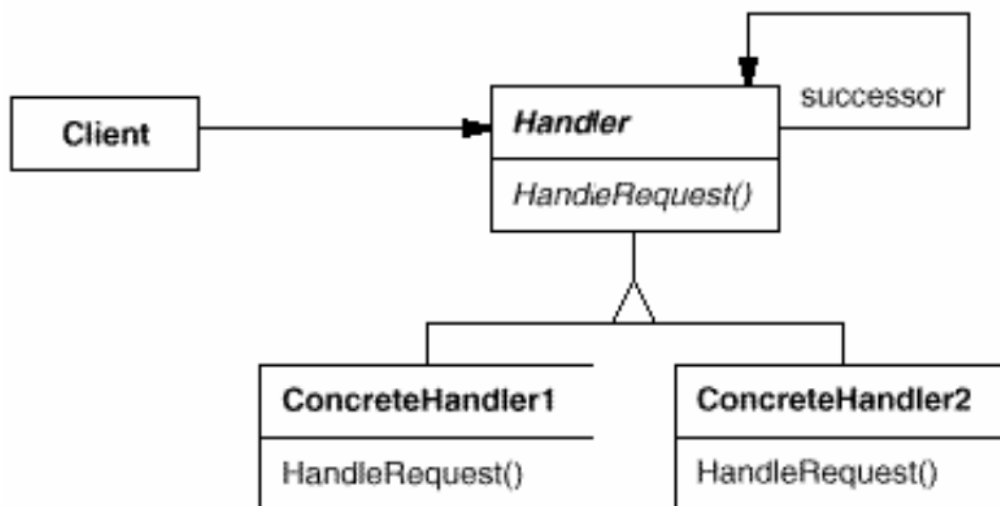 successor
Client
Handler
HandleRequest()
ConcreteHandler1
ConcreteHandler2
HandleRequest()
HandleRequest()